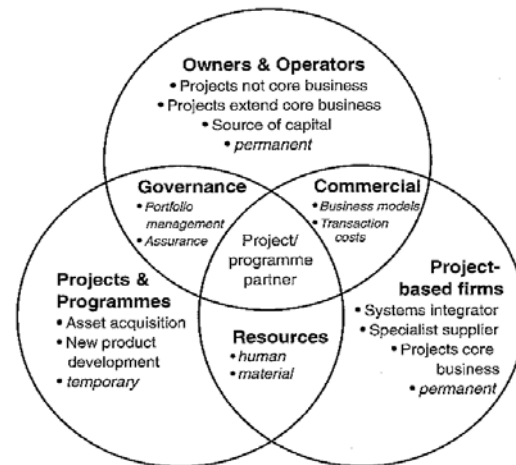 Owners & Operators
• Projects not core business
• Projects extend core business
• Source of capital
• permanent
Governance
• Portfolio
management
• Assurance
Commercial
• Business models
• Transaction
costs
Project/
programme
partner
Projects &
Programmes
• Asset acquisition
• New product
development
• temporary
Resources
• human
• material
Project-
based firms
• Systems integrator
• Specialist supplier
• Projects core
business
• permanent